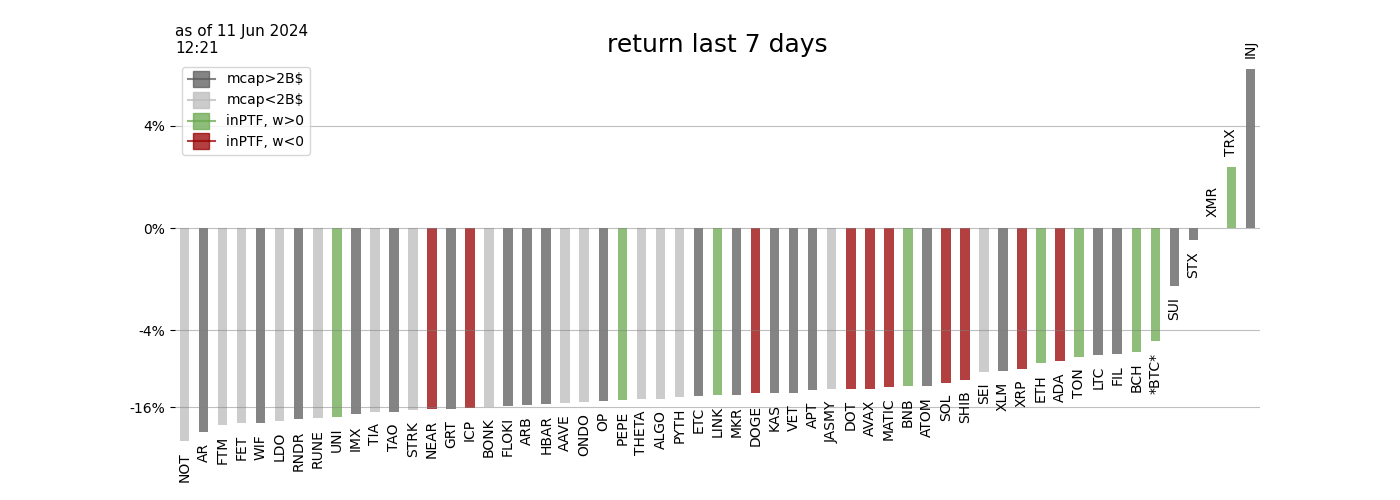 as of 11 Jun 2024
12:21
return last 7 days
mcap>2B$
mcap<2B$
inPTF, w>0
inPTF, w<0
4%
0%
-4%
-16%
NOT
AR
FTM
FET
WIF
LDO
RNDR
RUNE
UNI
IMX
TIA
TAO
STRK
NEAR
GRT
ICP
BONK
FLOKI
ARB
HBAR
AAVE
ONDO
OP
PEPE
THETA
ALGO
PYTH
ETC
LINK
MKR
DOGE
KAS
VET
APT
JASMY
DOT
AVAX
MATIC
BNB
ATOM
SOL
SHIB
SEI
XLM
XRP
ETH
ADA
TON
LTC
FIL
BCH
*BTC*
SUI
STX
XMR
TRX
INJ